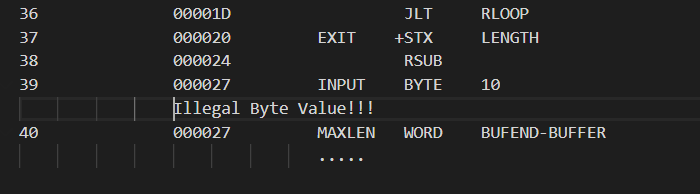 36 00001D JLT RLOOP
37 000020 EXIT +STX LENGTH
38 000024 RSUB
39 000027 INPUT BYTE 10
Illegal Byte Value!!!
40 000027 MAXLEN WORD BUFEND-BUFFER
.....